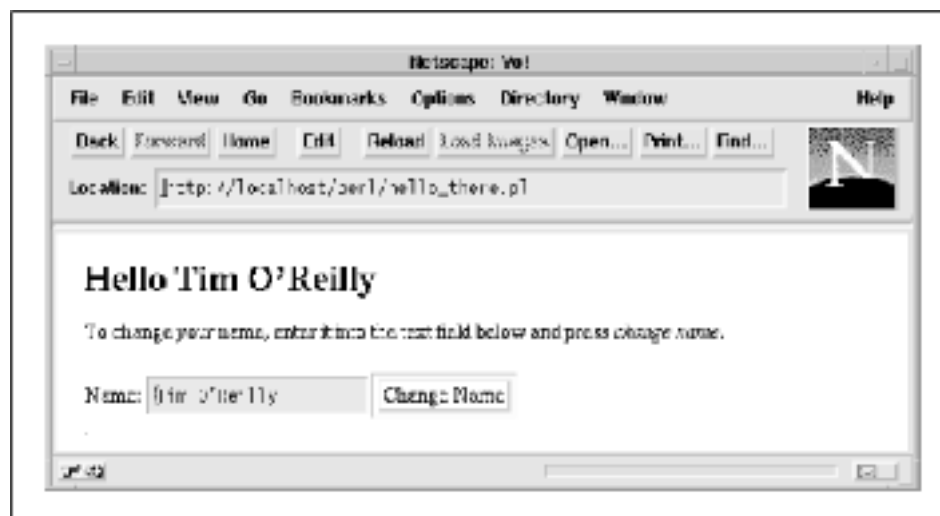 Netscape: Yo!
File Edit View Go Bookmarks Options Directory Window Help
Back Forward Home Edit Reload Load Images Open... Print... Find...
Location: http://localhost/perl/hello_there.pl
N
Hello Tim O'Reilly
To change your name, enter it into the text field below and press change name.
Name: Tim O'Reilly Change Name